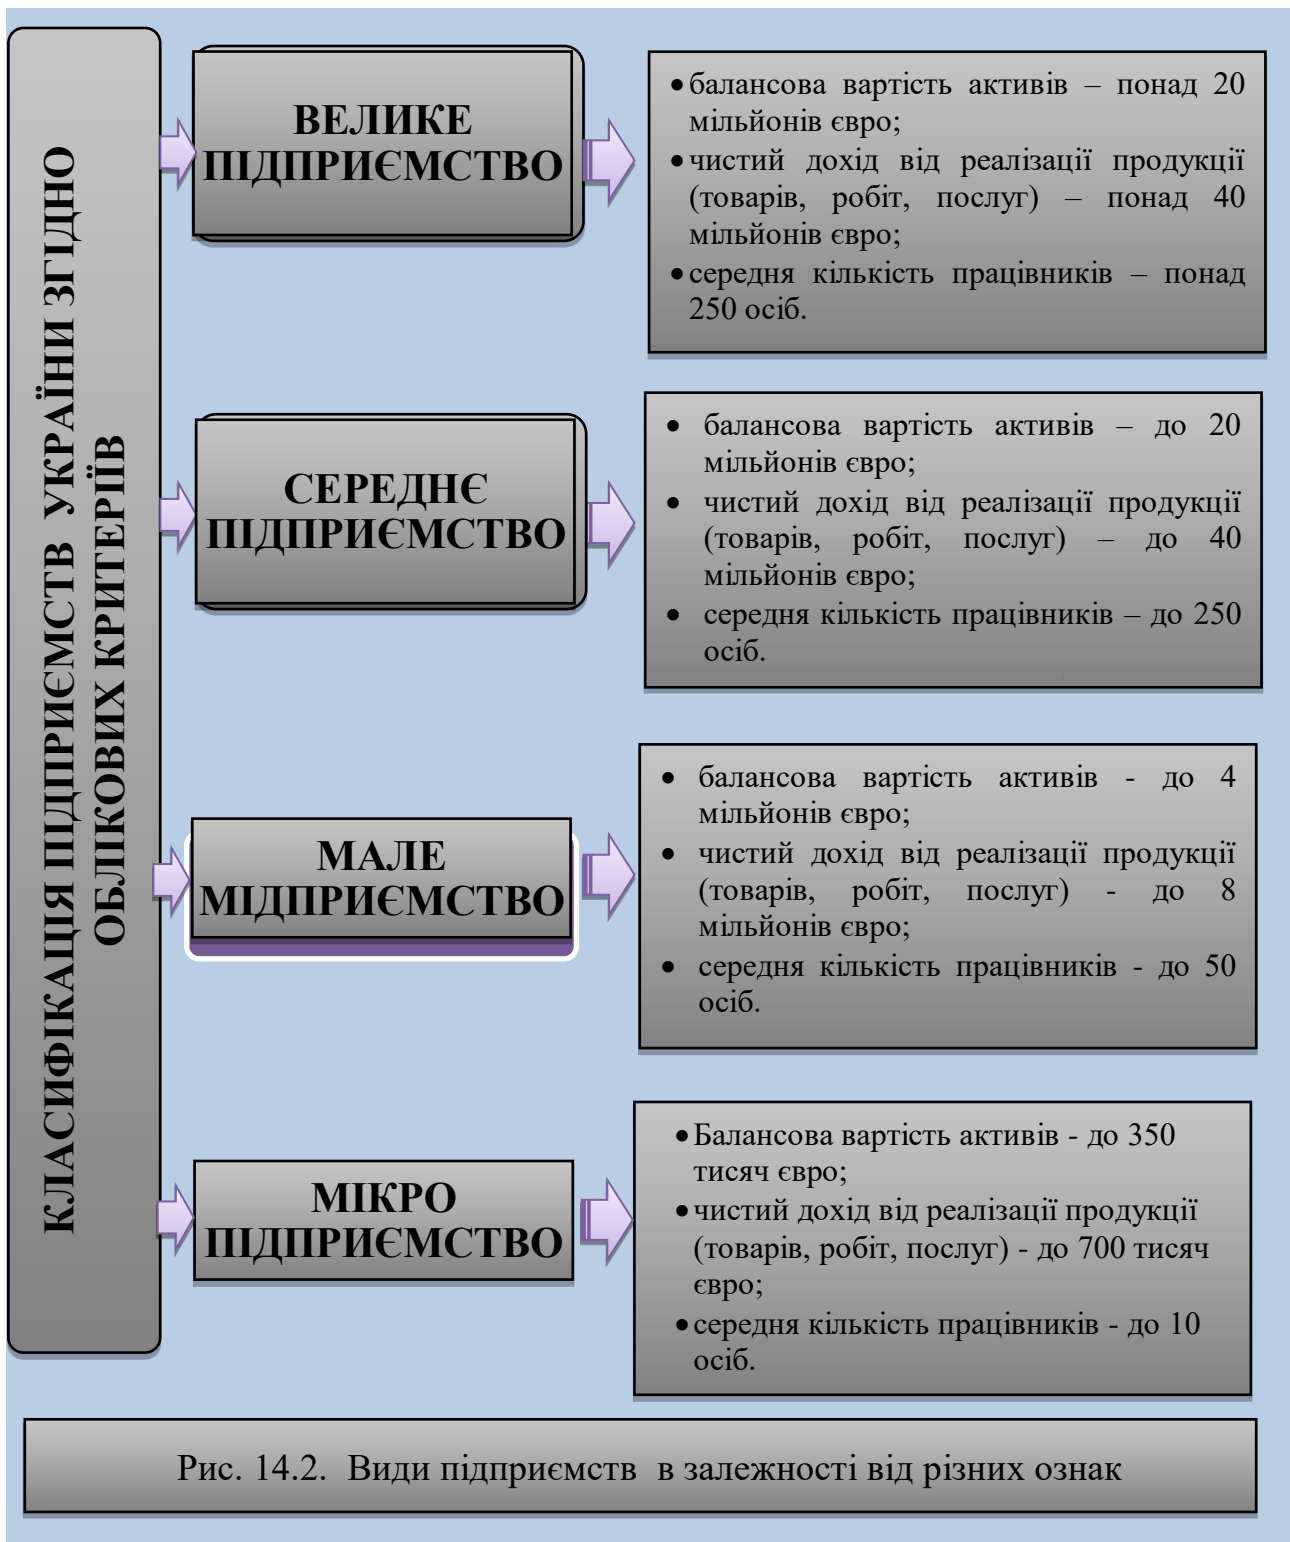 КЛАСИФІКАЦІЯ ПІДПРИЄМСТВ УКРАЇНИ ЗГІДНО
ОБЛІКОВИХ КРИТЕРІЇВ
ВЕЛИКЕ
ПІДПРИЄМСТВО
• балансова вартість активів – понад 20
мільйонів євро;
• чистий дохід від реалізації продукції
(товарів, робіт, послуг) – понад 40
мільйонів євро;
• середня кількість працівників – понад
250 осіб.
СЕРЕДНЄ
ПІДПРИЄМСТВО
• балансова вартість активів – до 20
мільйонів євро;
• чистий дохід від реалізації продукції
(товарів, робіт, послуг) – до 40
мільйонів євро;
• середня кількість працівників – до 250
осіб.
МАЛЕ
МІДПРИЄМСТВО
• балансова вартість активів - до 4
мільйонів євро;
• чистий дохід від реалізації продукції
(товарів, робіт, послуг) - до 8
мільйонів євро;
• середня кількість працівників - до 50
осіб.
МІКРО
ПІДПРИЄМСТВО
• Балансова вартість активів - до 350
тисяч євро;
• чистий дохід від реалізації продукції
(товарів, робіт, послуг) - до 700 тисяч
євро;
• середня кількість працівників - до 10
осіб.
Рис. 14.2. Види підприємств в залежності від різних ознак